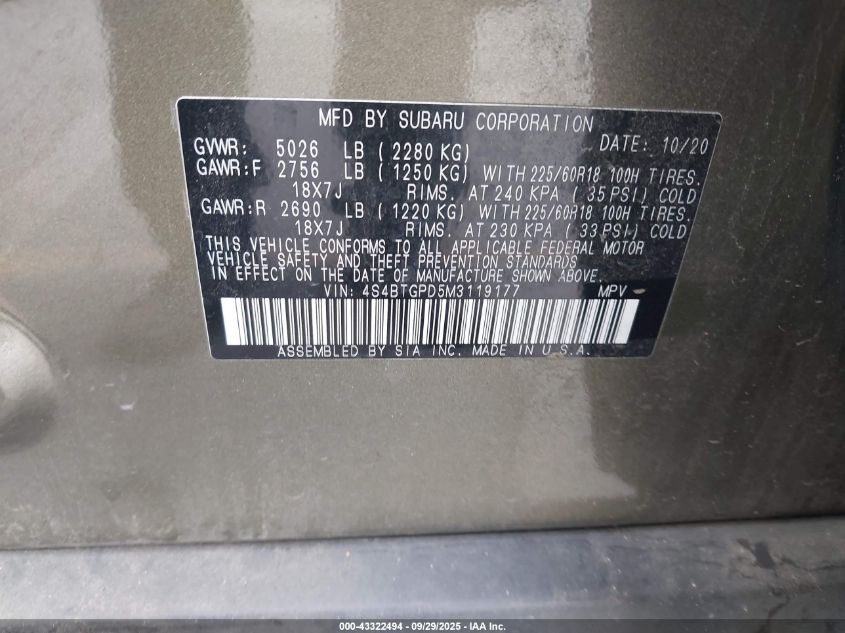 MFD BY SUBARU CORPORATION
GVWR: 5026 LB ( 2280 KG) DATE: 10/20
GAWR:F 2756 LB ( 1250 KG) WITH 225/60R18 100H TIRES.
18X7J RIMS. AT 240 KPA ( 35 PSI) COLD
GAWR:R 2690 LB ( 1220 KG) WITH 225/60R18 100H TIRES.
18X7J RIMS. AT 230 KPA ( 33 PSI) COLD
THIS VEHICLE CONFORMS TO ALL APPLICABLE FEDERAL MOTOR
VEHICLE SAFETY AND THEFT PREVENTION STANDARDS
IN EFFECT ON THE DATE OF MANUFACTURE SHOWN ABOVE.
VIN: 4S4BTGPD5M3119177 MPV
ASSEMBLED BY SIA INC. MADE IN U.S.A.
000-43322494 - 09/29/2025 - IAA Inc.